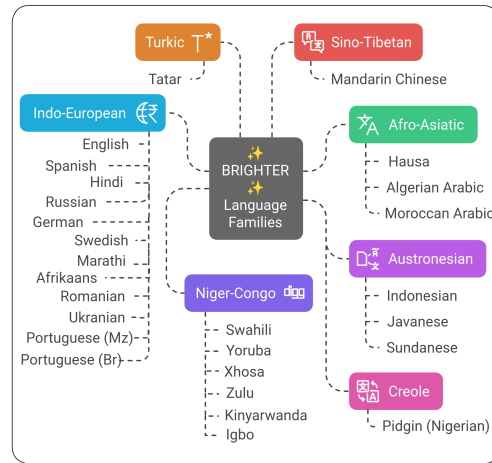 Turkic
Tatar
Sino-Tibetan
Mandarin Chinese
Indo-European
English
Spanish
Hindi
Russian
German
Swedish
Marathi
Afrikaans
Romanian
Ukranian
Portuguese (Mz)
Portuguese (Br)
✨
BRIGHTER
✨
Language
Families
Afro-Asiatic
Hausa
Algerian Arabic
Moroccan Arabic
Austronesian
Indonesian
Javanese
Sundanese
Niger-Congo digg
Swahili
Yoruba
Xhosa
Zulu
Kinyarwanda
Igbo
Creole
Pidgin (Nigerian)